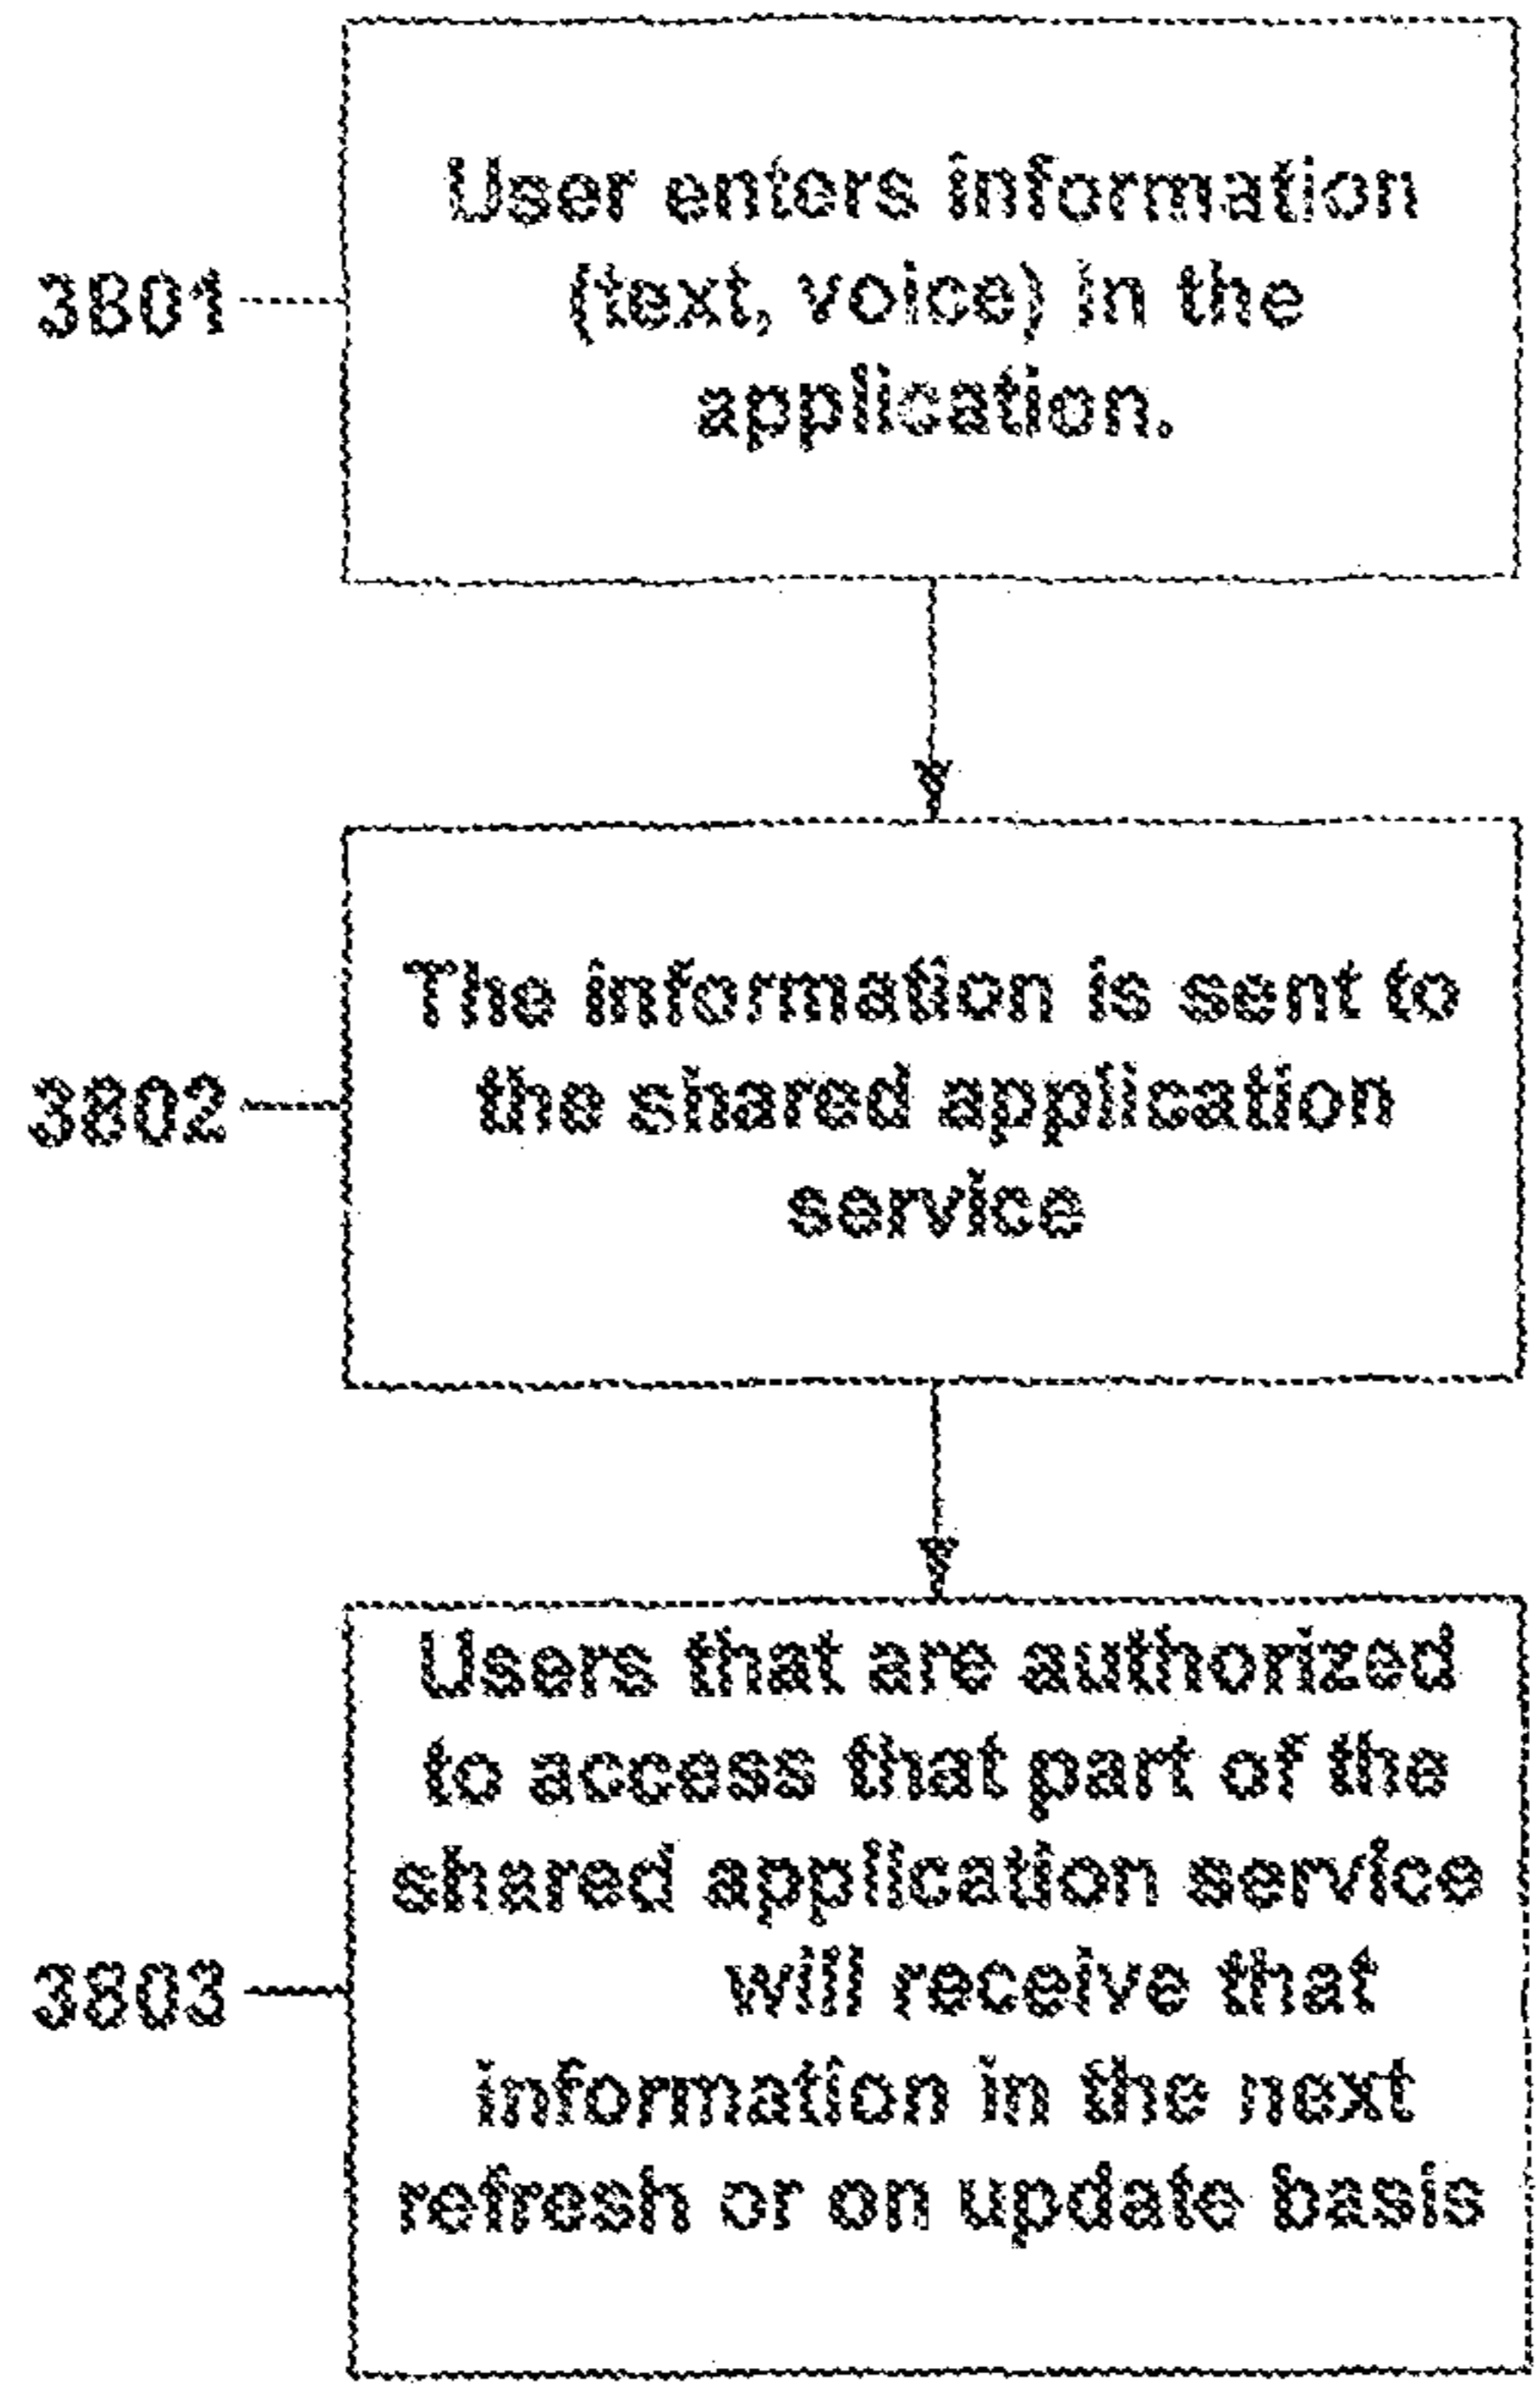 User enters information
3801
(text, voice) in the
application.
The information is sent to
3802
the shared application
service
Users that are authorized
to access that part of the
shared application service
3803
will receive that
information in the next
refresh or on update basis